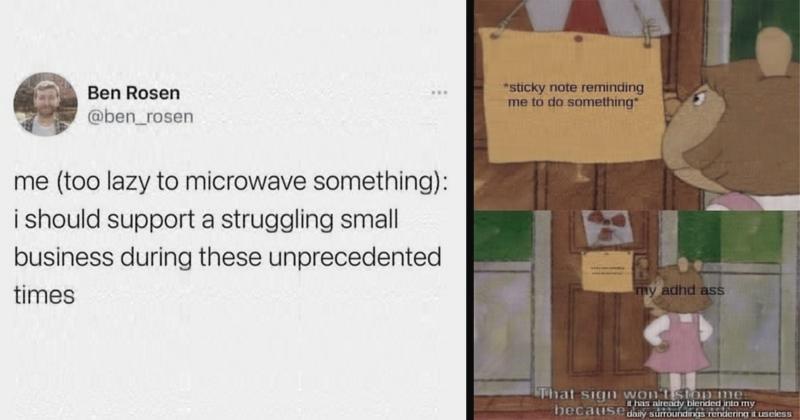 Ben Rosen
@ben_rosen
me (too lazy to microwave something):
i should support a struggling small
business during these unprecedented
times
*sticky note reminding
me to do something*
my adhd ass
That sign won't stop me
because
it has already blended into my
daily surroundings rendering it useless